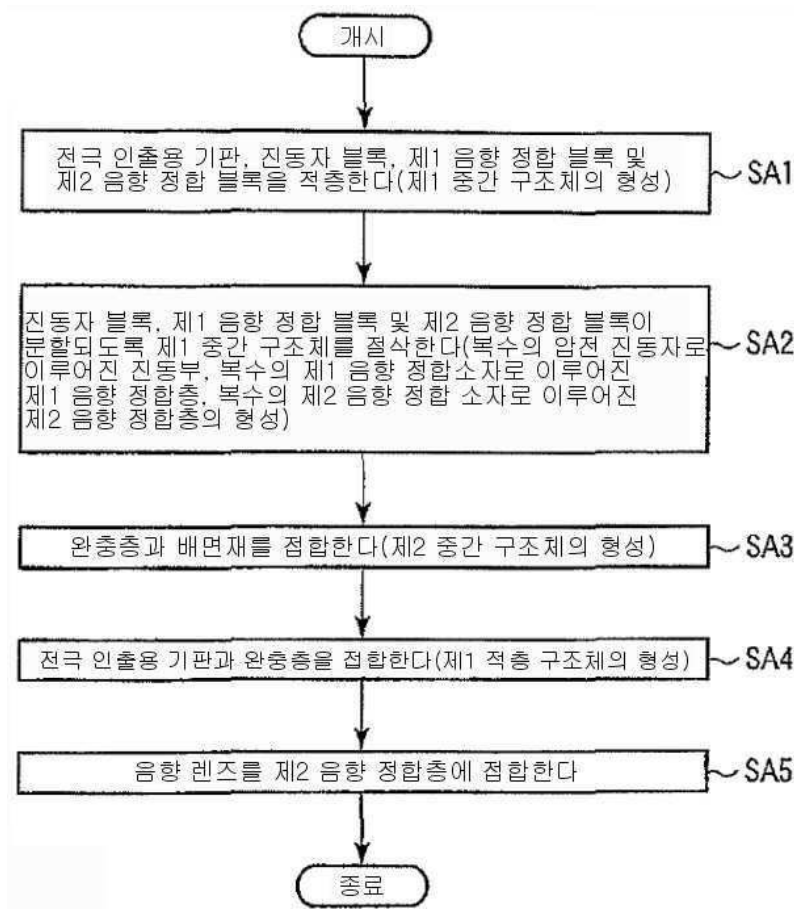 개시
전극 인출용 기판, 진동자 블록, 제1 음향 정합 블록 및
제2 음향 정합 블록을 적층한다(제1 중간 구조체의 형성)
SA1
진동자 블록, 제1 음향 정합 블록 및 제2 음향 정합 블록이
분할되도록 제1 중간 구조체를 절삭한다(복수의 압전 진동자로
이루어진 진동부, 복수의 제1 음향 정합소자로 이루어진
제1 음향 정합층, 복수의 제2 음향 정합 소자로 이루어진
제2 음향 정합층의 형성)
SA2
완충층과 배면재를 접합한다(제2 중간 구조체의 형성)
SA3
전극 인출용 기판과 완충층을 접합한다(제1 적층 구조체의 형성)
SA4
음향 렌즈를 제2 음향 정합층에 접합한다
SA5
종료